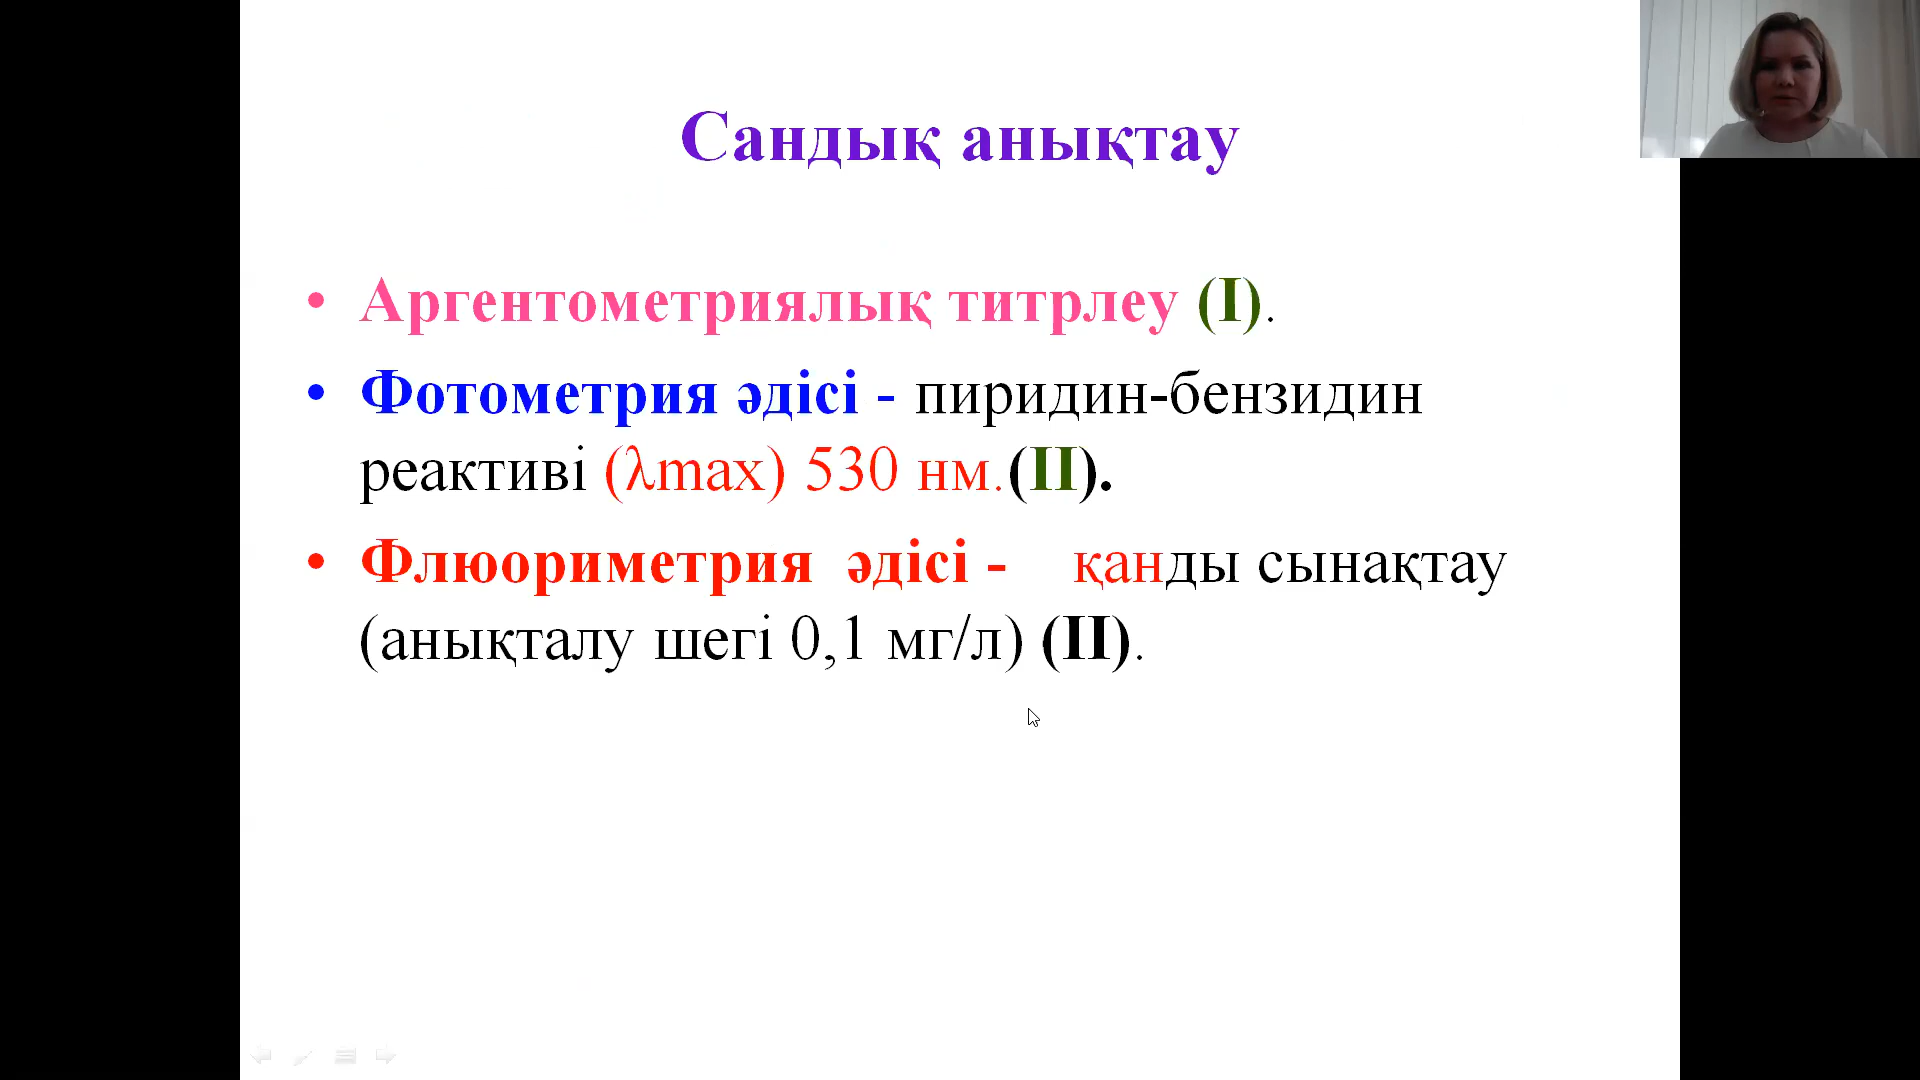 Сандық анықтау
• Аргентометриялық титрлеу (I).
• Фотометрия әдісі - пиридин-бензидин
реактиві (λmax) 530 нм.(II).
• Флюориметрия әдісі - қанды сынақтау
(анықталу шегі 0,1 мг/л) (II).